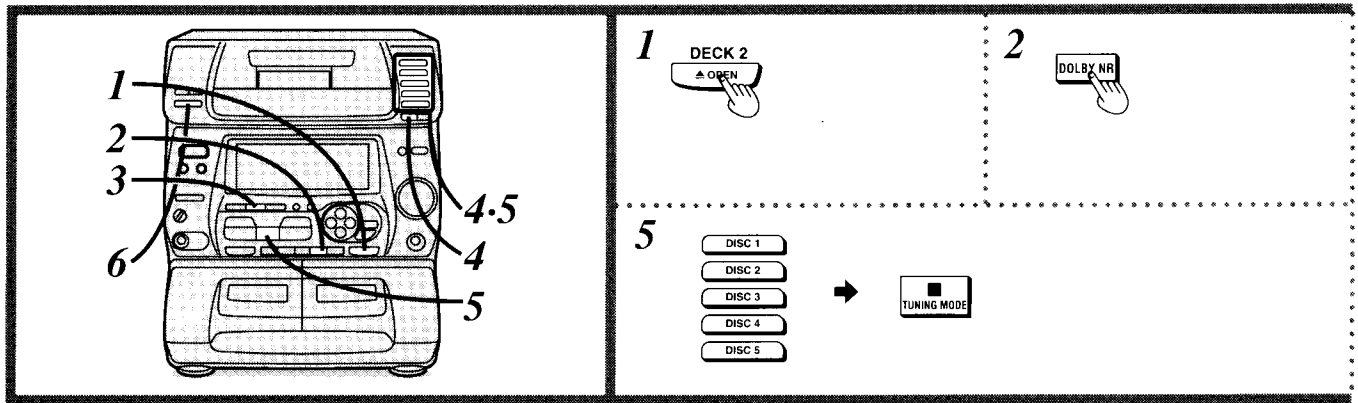 1
2
3
6
4·5
4
5
1
DECK 2
▲ OPEN
2
DOLBY NR
5
DISC 1
DISC 2
DISC 3
DISC 4
DISC 5
➡
■
TUNING MODE